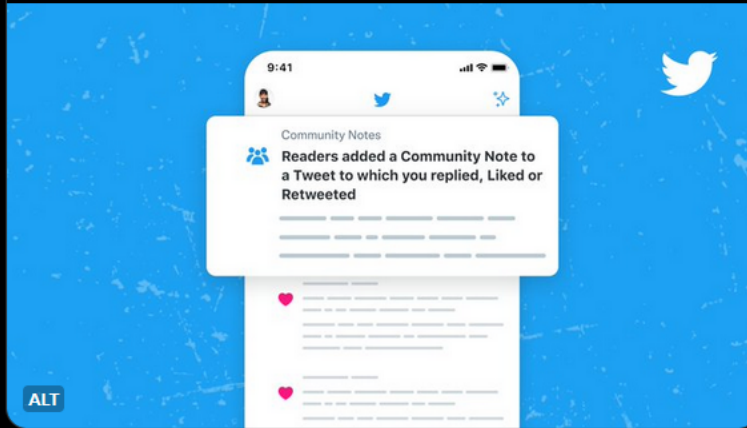 9:41
Community Notes
Readers added a Community Note to
a Tweet to which you replied, Liked or
Retweeted
ALT